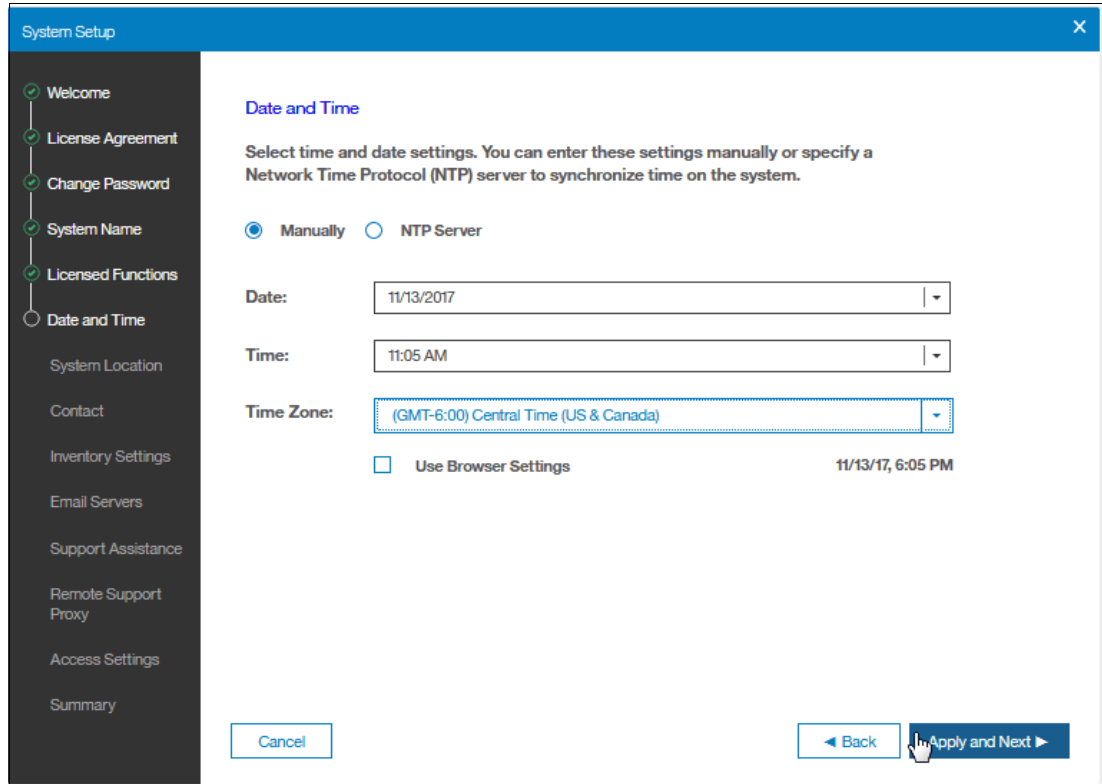 System Setup
Welcome
License Agreement
Change Password
System Name
Licensed Functions
Date and Time
System Location
Contact
Inventory Settings
Email Servers
Support Assistance
Remote Support
Proxy
Access Settings
Summary
Date and Time
Select time and date settings. You can enter these settings manually or specify a
Network Time Protocol (NTP) server to synchronize time on the system.
Manually NTP Server
Date: 11/13/2017
Time: 11:05 AM
Time Zone: (GMT-6:00) Central Time (US & Canada)
Use Browser Settings 11/13/17, 6:05 PM
Cancel ◄ Back Apply and Next ►